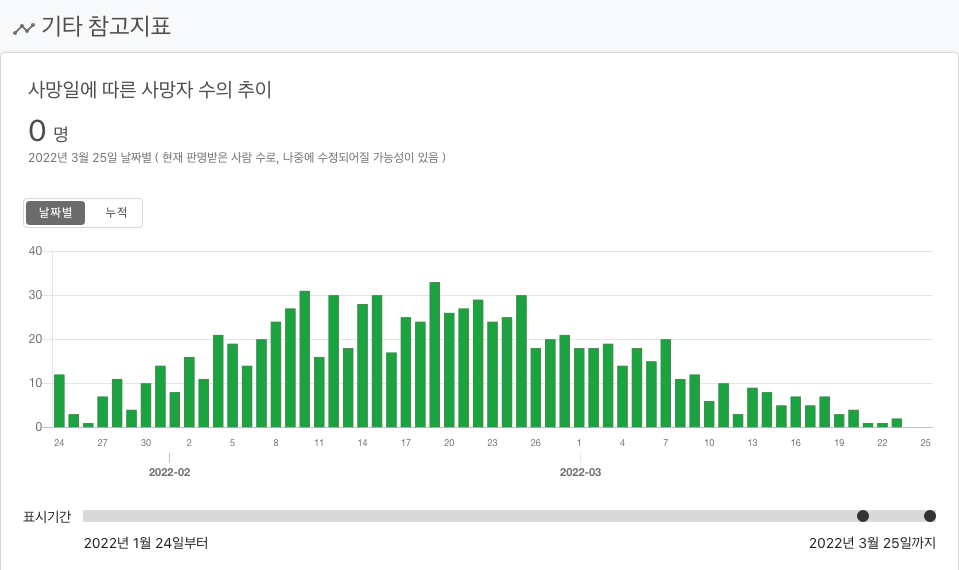 기타 참고지표
사망일에 따른 사망자 수의 추이
0 명
2022년 3월 25일 날짜별 ( 현재 판명받은 사람 수로, 나중에 수정되어질 가능성이 있음 )
날짜별 누적
40
30
20
10
0
24 27 30 2 5 8 11 14 17 20 23 26 1 4 7 10 13 16 19 22 25
2022-02 2022-03
표시기간
2022년 1월 24일부터 2022년 3월 25일까지